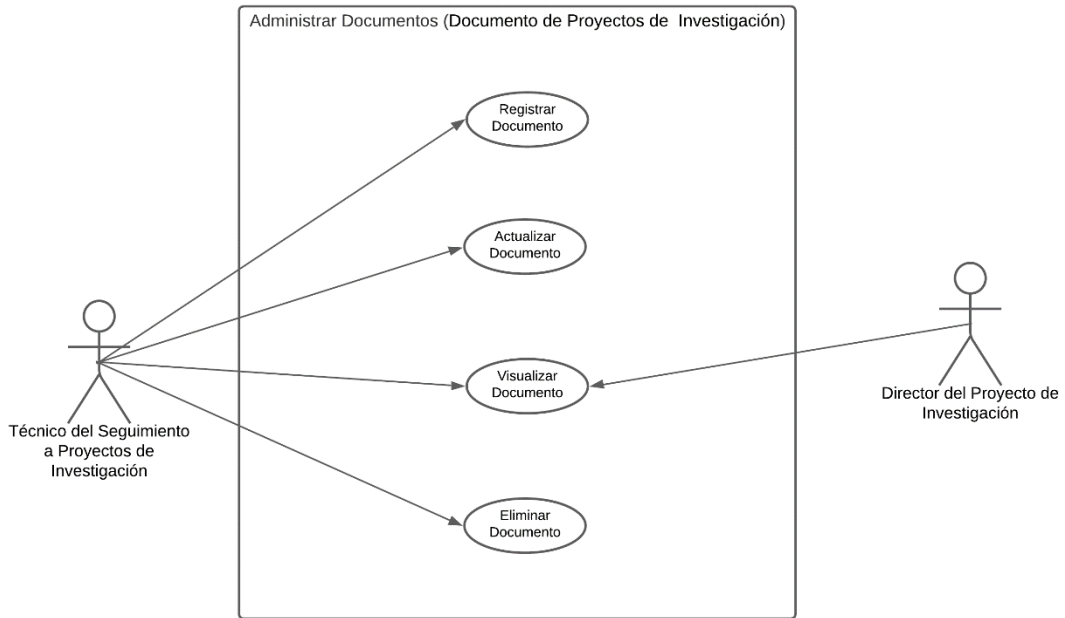 Administrar Documentos (Documento de Proyectos de Investigación)
Registrar
Documento
Actualizar
Documento
Visualizar
Documento
Eliminar
Documento
Técnico del Seguimiento
a Proyectos de
Investigación
Director del Proyecto de
Investigación